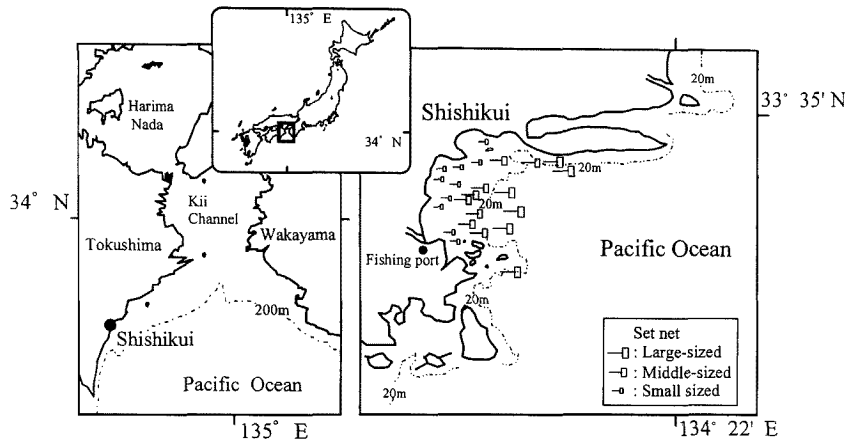 135° E
34° N
Harima
Nada
34° N
Kii
Channel
Tokushima
Wakayama
200m
Shishikui
Pacific Ocean
135° E
20m
33° 35' N
Shishikui
20m
20m
Fishing port
Pacific Ocean
20m
20m
Set net
: Large-sized
: Middle-sized
: Small sized
134° 22' E